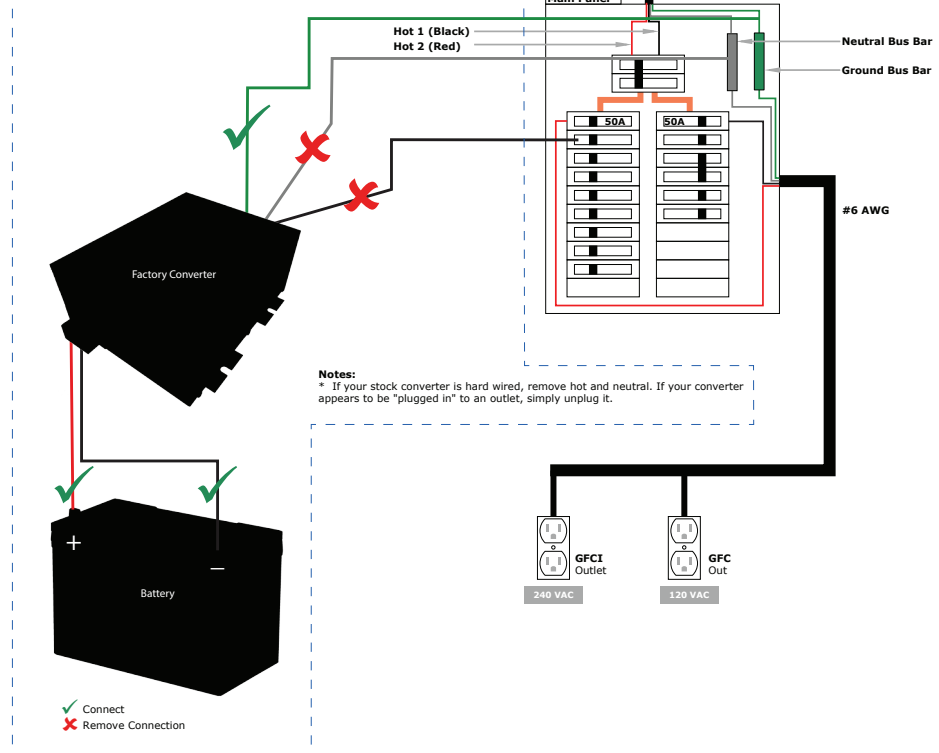 Main Panel
Hot 1 (Black)
Hot 2 (Red)
Neutral Bus Bar
Ground Bus Bar
50A
50A
#6 AWG
Factory Converter
Notes:
* If your stock converter is hard wired, remove hot and neutral. If your converter
appears to be "plugged in" to an outlet, simply unplug it.
+
–
Battery
GFCI
Outlet
240 VAC
GFC
Out
120 VAC
Connect
Remove Connection